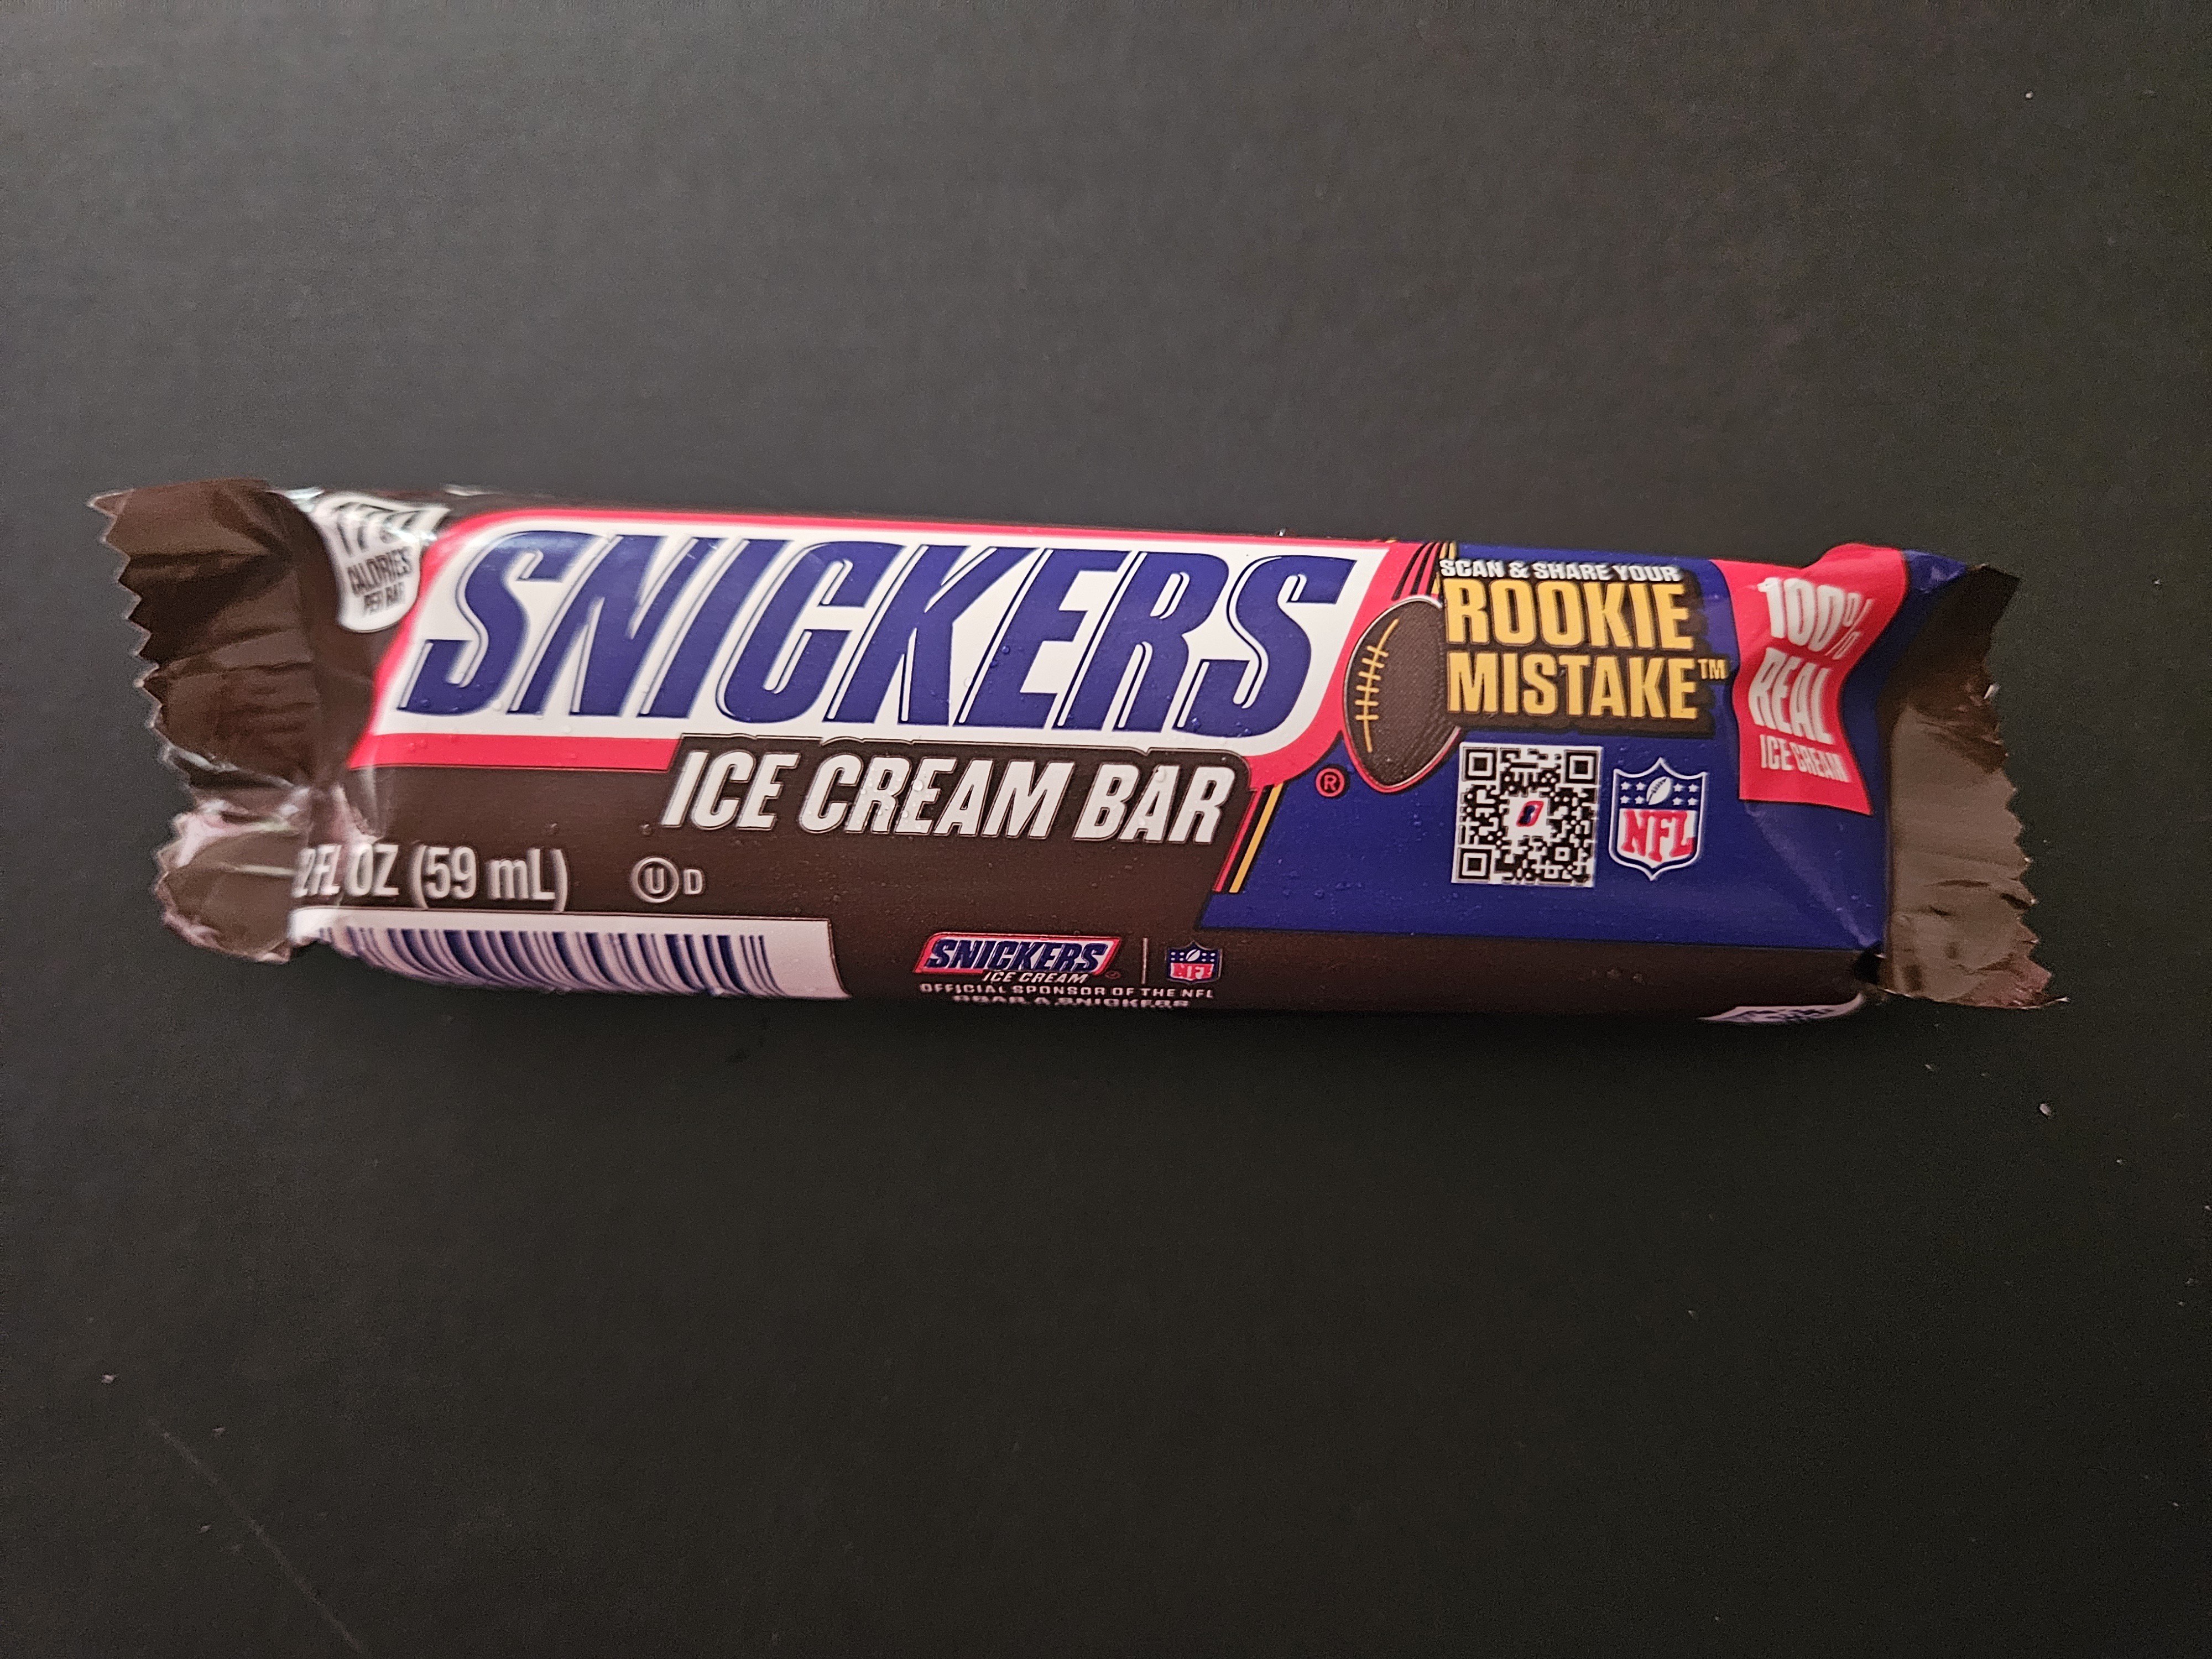 CALORIES
PER BAR
SNICKERS
®
ICE CREAM BAR
2 FL OZ (59 mL)
U D
SCAN & SHARE YOUR
ROOKIE
MISTAKE™
NFL
100%
REAL
ICE CREAM
SNICKERS
ICE CREAM
NFL
OFFICIAL SPONSOR OF THE NFL